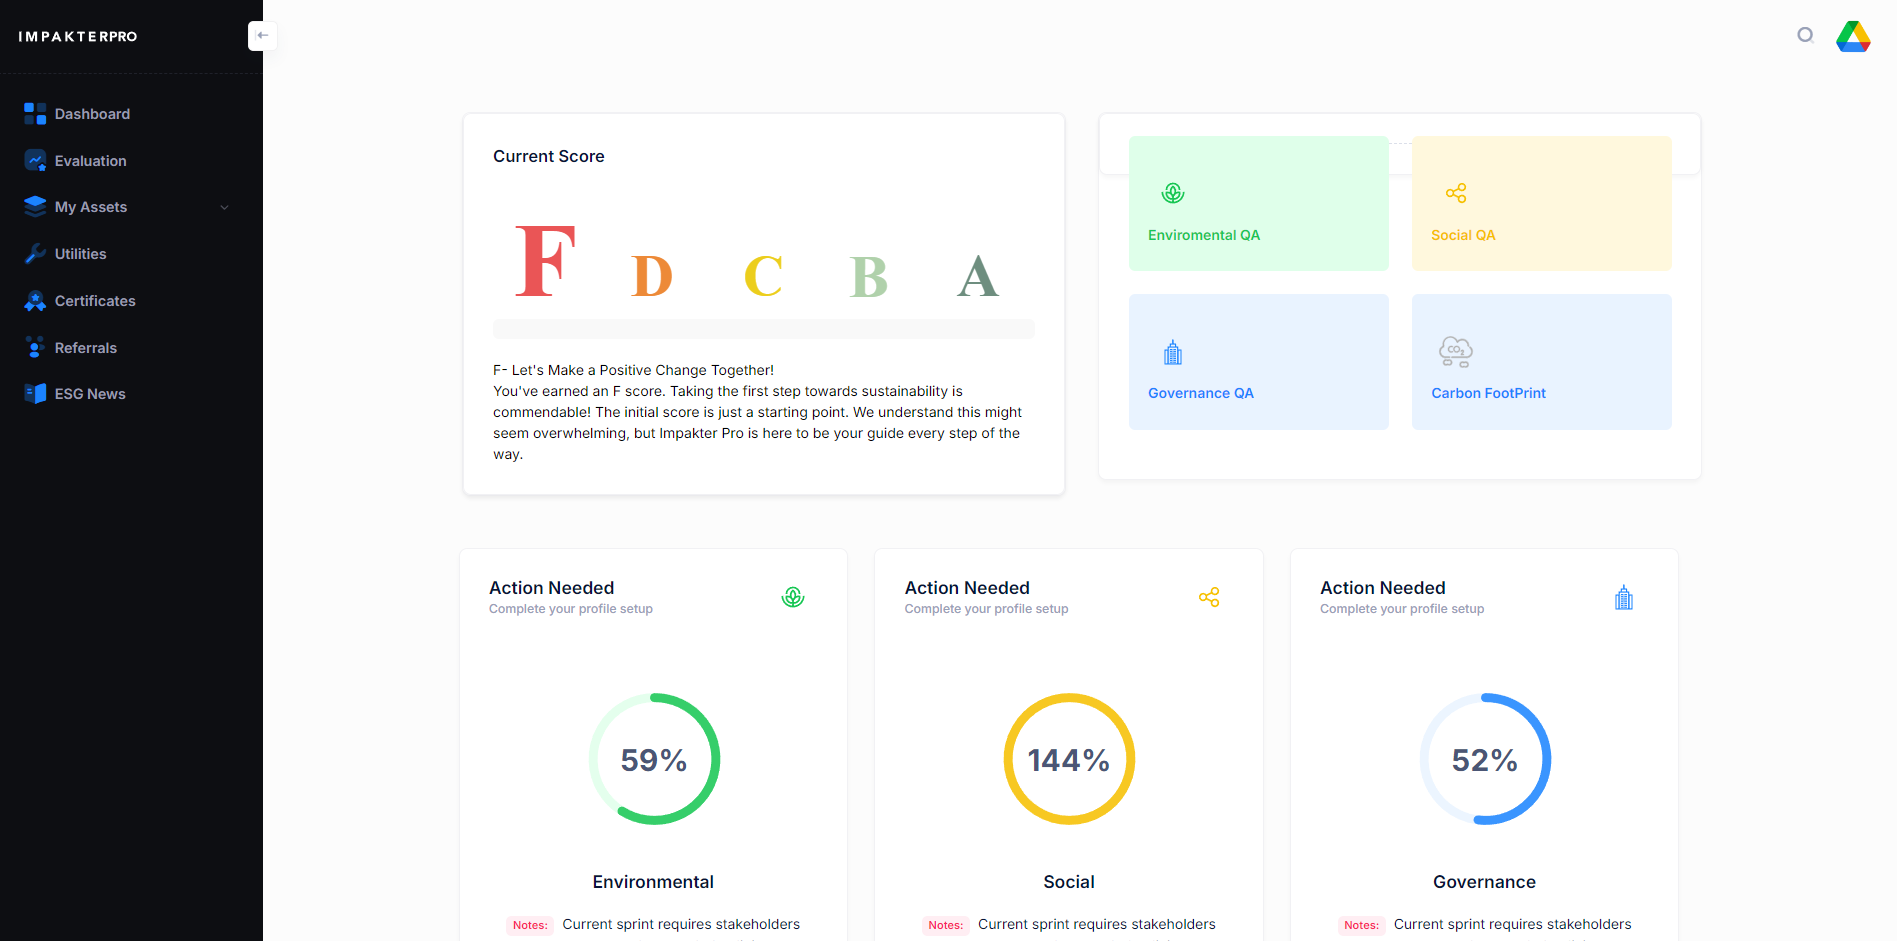 IMPAKTERPRO
Dashboard
Evaluation
My Assets
Utilities
Certificates
Referrals
ESG News
Current Score
F D C B A
F- Let's Make a Positive Change Together!
You've earned an F score. Taking the first step towards sustainability is
commendable! The initial score is just a starting point. We understand this might
seem overwhelming, but Impakter Pro is here to be your guide every step of the
way.
Enviromental QA
Social QA
Governance QA
CO2
Carbon FootPrint
Action Needed
Complete your profile setup
59%
Environmental
Notes: Current sprint requires stakeholders
Action Needed
Complete your profile setup
144%
Social
Notes: Current sprint requires stakeholders
Action Needed
Complete your profile setup
52%
Governance
Notes: Current sprint requires stakeholders